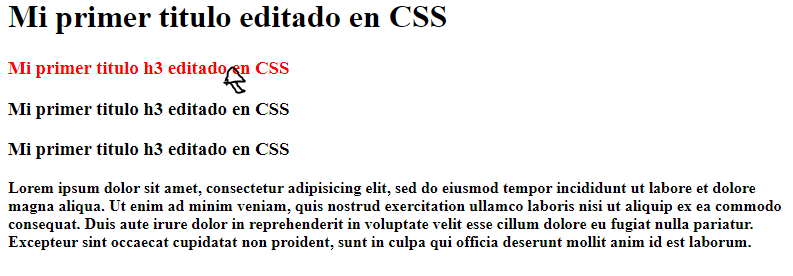 Mi primer titulo editado en CSS
Mi primer titulo h3 editado en CSS
Mi primer titulo h3 editado en CSS
Mi primer titulo h3 editado en CSS
Lorem ipsum dolor sit amet, consectetur adipisicing elit, sed do eiusmod tempor incididunt ut labore et dolore
magna aliqua. Ut enim ad minim veniam, quis nostrud exercitation ullamco laboris nisi ut aliquip ex ea commodo
consequat. Duis aute irure dolor in reprehenderit in voluptate velit esse cillum dolore eu fugiat nulla pariatur.
Excepteur sint occaecat cupidatat non proident, sunt in culpa qui officia deserunt mollit anim id est laborum.